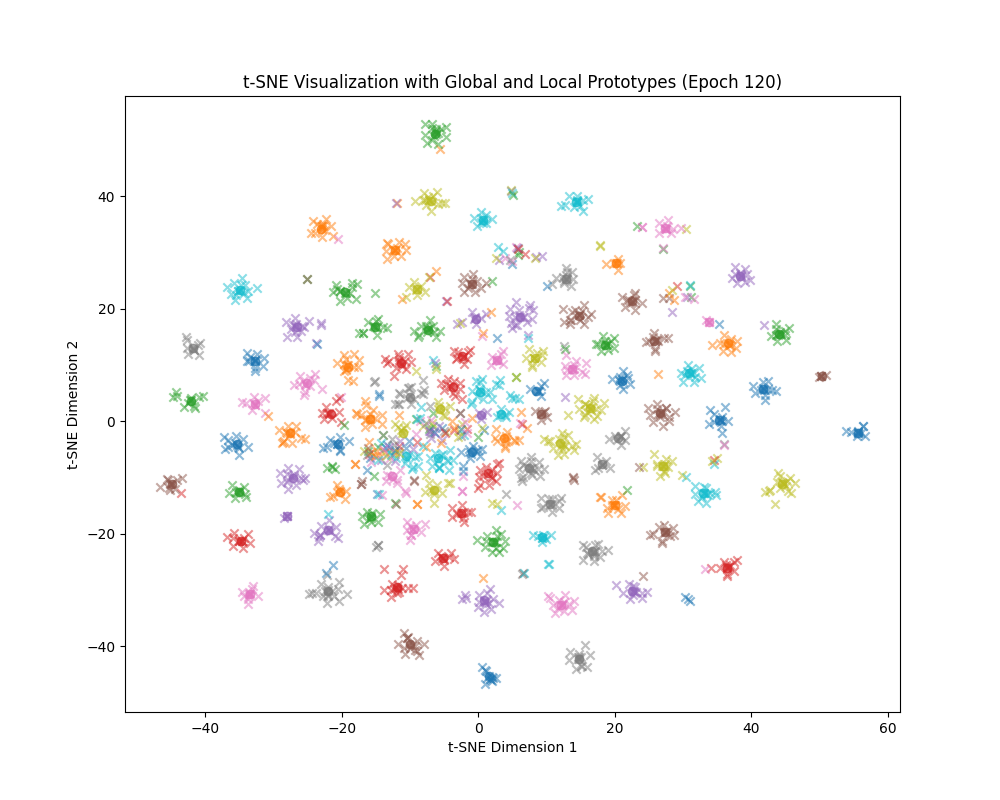 t-SNE Visualization with Global and Local Prototypes (Epoch 120)
40
20
0
−20
−40
t-SNE Dimension 2
−40 −20 0 20 40 60
t-SNE Dimension 1